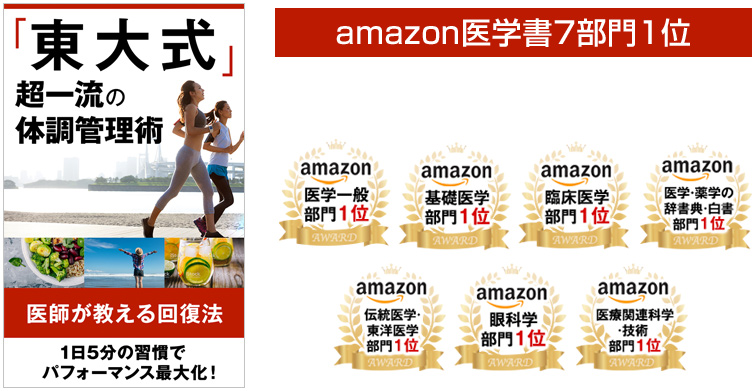 「東大式」
超一流の
体調管理術
医師が教える回復法
1日5分の習慣で
パフォーマンス最大化!
amazon医学書7部門1位
amazon
医学一般
部門1位
AWARD
amazon
基礎医学
部門1位
AWARD
amazon
臨床医学
部門1位
AWARD
amazon
医学・薬学の
辞書典・白書
部門1位
AWARD
amazon
伝統医学・
東洋医学
部門1位
AWARD
amazon
眼科学
部門1位
AWARD
amazon
医療関連科学
・技術
部門1位
AWARD